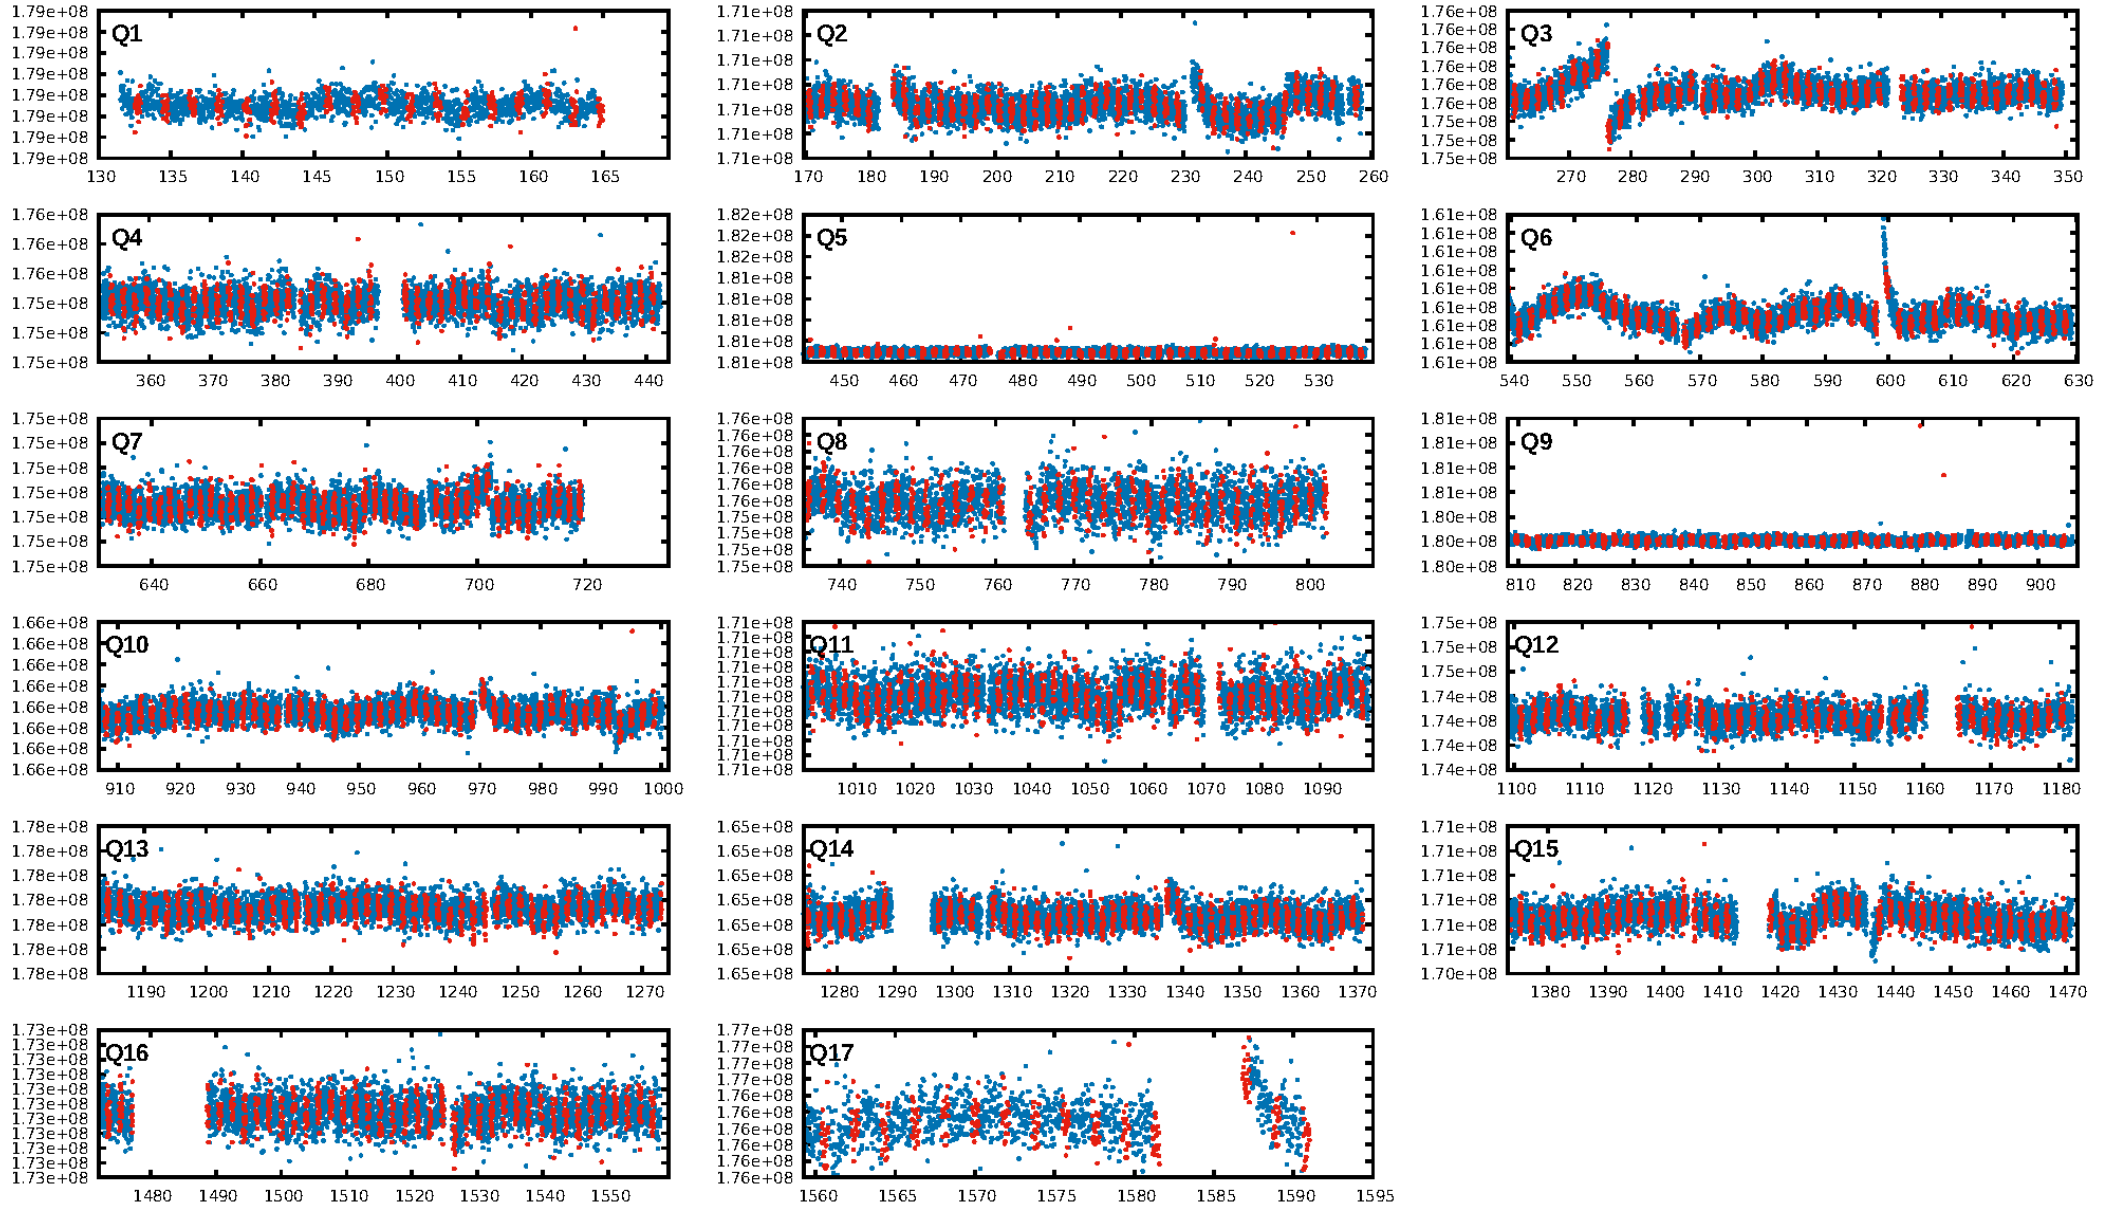 Q1
1.79e+08
1.79e+08
1.79e+08
1.79e+08
1.79e+08
1.79e+08
1.79e+08
1.79e+08
130 135 140 145 150 155 160 165
Q2
1.71e+08
1.71e+08
1.71e+08
1.71e+08
1.71e+08
1.71e+08
1.71e+08
170 180 190 200 210 220 230 240 250 260
Q3
1.76e+08
1.76e+08
1.76e+08
1.76e+08
1.76e+08
1.76e+08
1.75e+08
1.75e+08
1.75e+08
270 280 290 300 310 320 330 340 350
Q4
1.76e+08
1.76e+08
1.76e+08
1.75e+08
1.75e+08
1.75e+08
360 370 380 390 400 410 420 430 440
Q5
1.82e+08
1.82e+08
1.82e+08
1.81e+08
1.81e+08
1.81e+08
1.81e+08
1.81e+08
450 460 470 480 490 500 510 520 530
Q6
1.61e+08
1.61e+08
1.61e+08
1.61e+08
1.61e+08
1.61e+08
1.61e+08
1.61e+08
1.61e+08
540 550 560 570 580 590 600 610 620 630
Q7
1.75e+08
1.75e+08
1.75e+08
1.75e+08
1.75e+08
1.75e+08
1.75e+08
640 660 680 700 720
Q8
1.76e+08
1.76e+08
1.76e+08
1.76e+08
1.76e+08
1.76e+08
1.75e+08
1.75e+08
1.75e+08
1.75e+08
740 750 760 770 780 790 800
Q9
1.81e+08
1.81e+08
1.81e+08
1.81e+08
1.80e+08
1.80e+08
1.80e+08
810 820 830 840 850 860 870 880 890 900
Q10
1.66e+08
1.66e+08
1.66e+08
1.66e+08
1.66e+08
1.66e+08
1.66e+08
1.66e+08
910 920 930 940 950 960 970 980 990 1000
Q11
1.71e+08
1.71e+08
1.71e+08
1.71e+08
1.71e+08
1.71e+08
1.71e+08
1.71e+08
1.71e+08
1.71e+08
1.71e+08
1010 1020 1030 1040 1050 1060 1070 1080 1090
Q12
1.75e+08
1.75e+08
1.75e+08
1.74e+08
1.74e+08
1.74e+08
1.74e+08
1100 1110 1120 1130 1140 1150 1160 1170 1180
Q13
1.78e+08
1.78e+08
1.78e+08
1.78e+08
1.78e+08
1.78e+08
1.78e+08
1190 1200 1210 1220 1230 1240 1250 1260 1270
Q14
1.65e+08
1.65e+08
1.65e+08
1.65e+08
1.65e+08
1.65e+08
1.65e+08
1280 1290 1300 1310 1320 1330 1340 1350 1360 1370
Q15
1.71e+08
1.71e+08
1.71e+08
1.71e+08
1.71e+08
1.71e+08
1.70e+08
1380 1390 1400 1410 1420 1430 1440 1450 1460 1470
Q16
1.73e+08
1.73e+08
1.73e+08
1.73e+08
1.73e+08
1.73e+08
1.73e+08
1.73e+08
1.73e+08
1.73e+08
1.73e+08
1480 1490 1500 1510 1520 1530 1540 1550
Q17
1.77e+08
1.77e+08
1.77e+08
1.77e+08
1.76e+08
1.76e+08
1.76e+08
1.76e+08
1.76e+08
1.76e+08
1560 1565 1570 1575 1580 1585 1590 1595